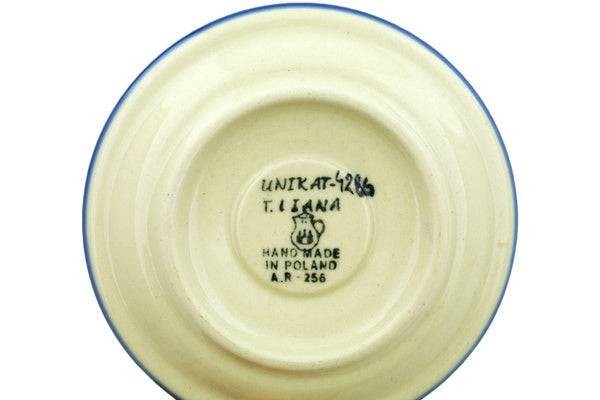 UNIKAT-4286
T. LIANA
HAND MADE
IN POLAND
A.R - 256